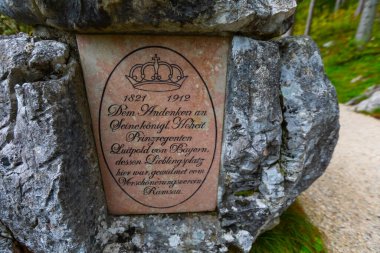 1821 1912
Dem Andenken an
Seine königl. Hoheit
Prinzregenten
Luitpold von Bayern,
dessen Lieblingsplatz
hier war, gewidmet vom
Verschönerungsverein
Ramsau.